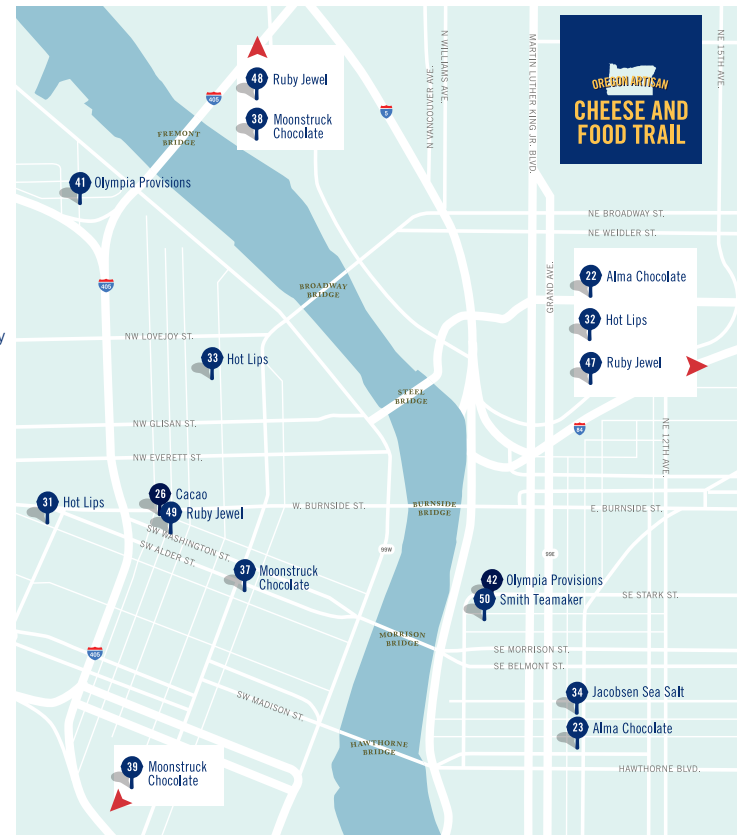 OREGON ARTISAN
CHEESE AND
FOOD TRAIL
48 Ruby Jewel
38 Moonstruck
Chocolate
405
FREMONT
BRIDGE
5
N VANCOUVER AVE.
N WILLIAMS AVE.
MARTIN LUTHER KING JR. BLVD.
NE 15TH AVE.
41 Olympia Provisions
NE BROADWAY ST.
NE WEIDLER ST.
405
BROADWAY
BRIDGE
GRAND AVE.
22 Alma Chocolate
32 Hot Lips
47 Ruby Jewel
y
NW LOVEJOY ST.
33 Hot Lips
STEEL
BRIDGE
84
NE 12TH AVE.
NW GLISAN ST.
NW EVERETT ST.
31 Hot Lips
26 Cacao
49 Ruby Jewel
W. BURNSIDE ST.
BURNSIDE
BRIDGE
E. BURNSIDE ST.
SW WASHINGTON ST.
SW ALDER ST.
99W
99E
37 Moonstruck
Chocolate
42 Olympia Provisions
50 Smith Teamaker
SE STARK ST.
MORRISON
BRIDGE
405
SE MORRISON ST.
SE BELMONT ST.
34 Jacobsen Sea Salt
SW MADISON ST.
23 Alma Chocolate
HAWTHORNE
BRIDGE
HAWTHORNE BLVD.
39 Moonstruck
Chocolate